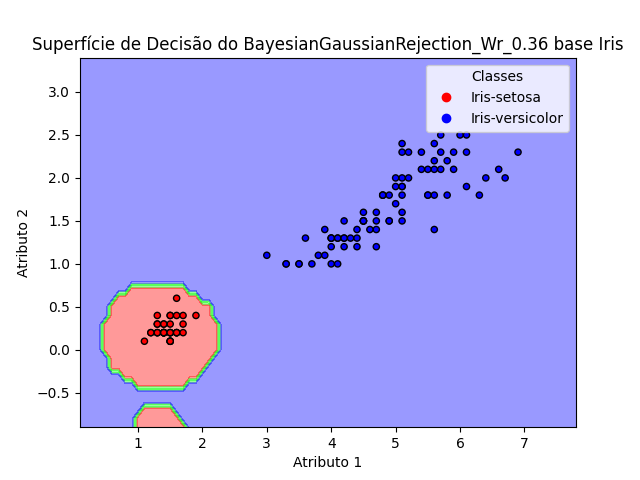 Superfície de Decisão do BayesianGaussianRejection_Wr_0.36 base Iris
Classes
Iris-setosa
Iris-versicolor
3.0
2.5
2.0
1.5
1.0
0.5
0.0
−0.5
Atributo 2
1 2 3 4 5 6 7
Atributo 1